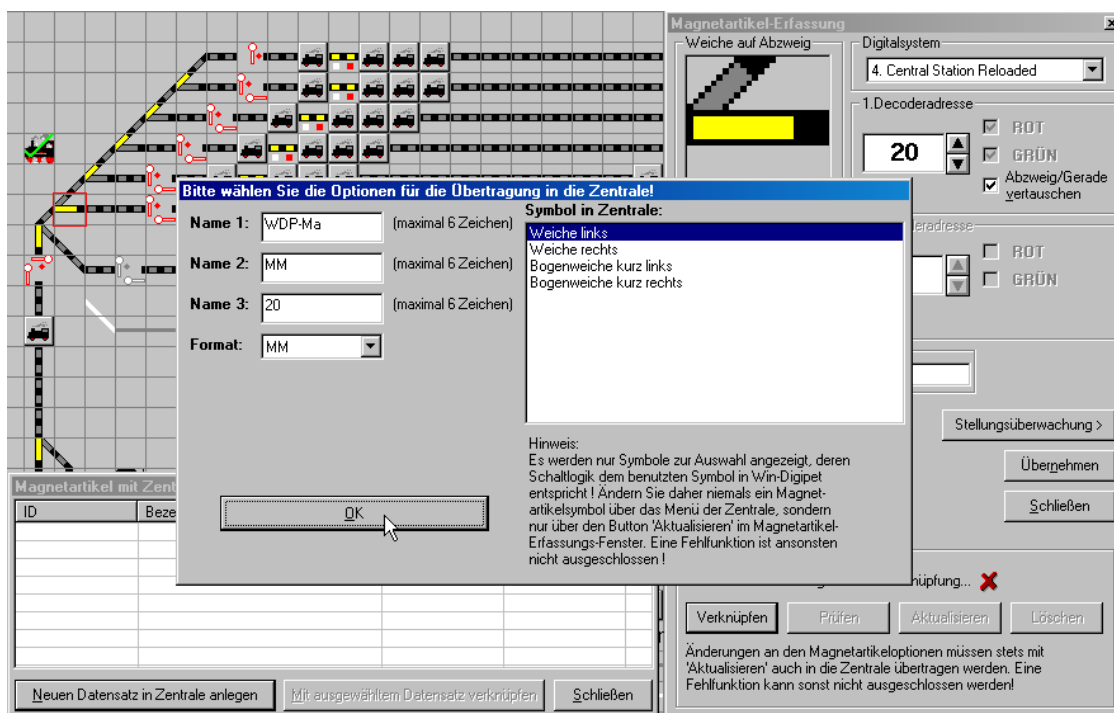 Magnetartikel-Erfassung
Weiche auf Abzweig
Digitalsystem
4. Central Station Reloaded
1.Decoderadresse
20
ROT
GRÜN
Abzweig/Gerade
vertauschen
Bitte wählen Sie die Optionen für die Übertragung in die Zentrale!
Name 1:
WDP-Ma
(maximal 6 Zeichen)
Name 2:
MM
(maximal 6 Zeichen)
Name 3:
20
(maximal 6 Zeichen)
Format:
MM
Symbol in Zentrale:
Weiche links
Weiche rechts
Bogenweiche kurz links
Bogenweiche kurz rechts
Hinweis:
Es werden nur Symbole zur Auswahl angezeigt, deren
Schaltlogik dem benutzten Symbol in Win-Digipet
entspricht ! Ändern Sie daher niemals ein Magnet-
artikelsymbol über das Menü der Zentrale, sondern
nur über den Button 'Aktualisieren' im Magnetartikel-
Erfassungs-Fenster. Eine Fehlfunktion ist ansonsten
nicht ausgeschlossen !
OK
eradresse
ROT
GRÜN
Stellungsüberwachung >
Übernehmen
Schließen
Magnetartikel mit Zent
ID
Beze
Neuen Datensatz in Zentrale anlegen
Mit ausgewähltem Datensatz verknüpfen
Schließen
nüpfung...
Verknüpfen
Prüfen
Aktualisieren
Löschen
Änderungen an den Magnetartikeloptionen müssen stets mit
'Aktualisieren' auch in die Zentrale übertragen werden. Eine
Fehlfunktion kann sonst nicht ausgeschlossen werden!